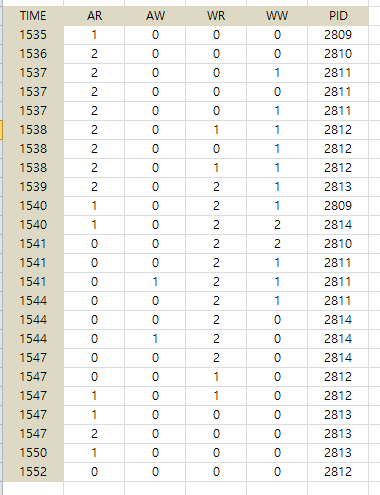 TIME AR AW WR WW PID
1535 1 0 0 0 2809
1536 2 0 0 0 2810
1537 2 0 0 1 2811
1537 2 0 0 0 2811
1537 2 0 0 1 2811
1538 2 0 1 1 2812
1538 2 0 0 1 2812
1538 2 0 1 1 2812
1539 2 0 2 1 2813
1540 1 0 2 1 2809
1540 1 0 2 2 2814
1541 0 0 2 2 2810
1541 0 0 2 1 2811
1541 0 1 2 1 2811
1544 0 0 2 1 2811
1544 0 0 2 0 2814
1544 0 1 2 0 2814
1547 0 0 2 0 2814
1547 0 0 1 0 2812
1547 1 0 1 0 2812
1547 1 0 0 0 2813
1547 2 0 0 0 2813
1550 1 0 0 0 2813
1552 0 0 0 0 2812